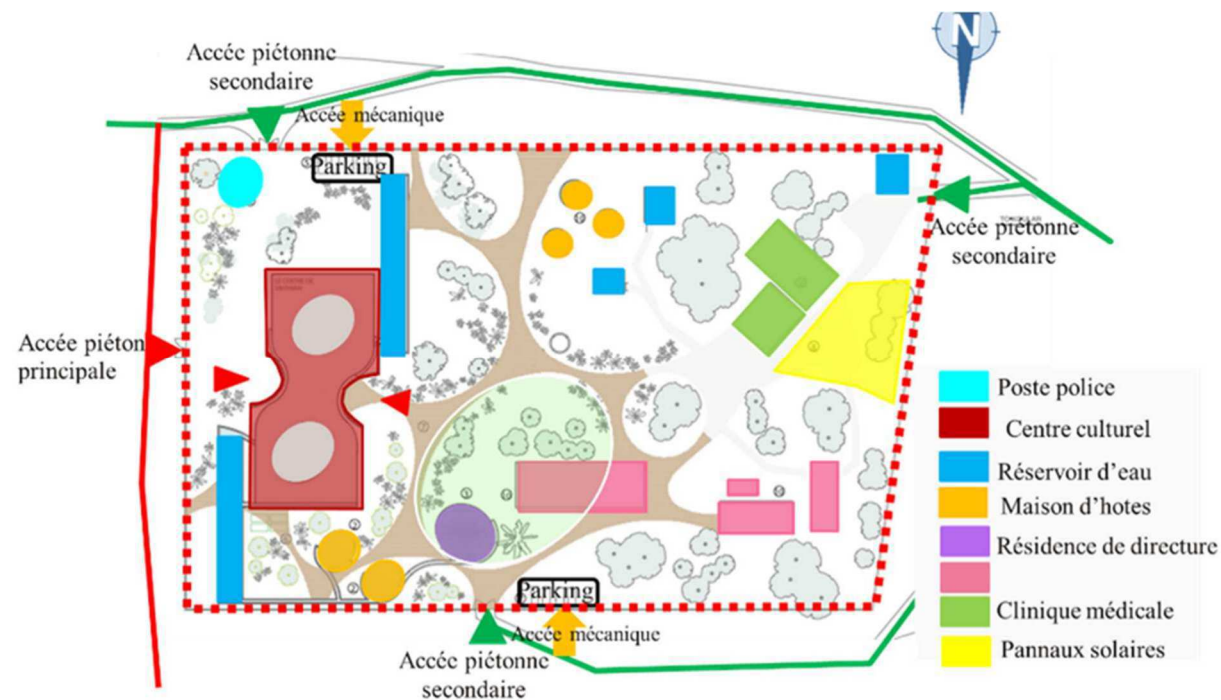 N
Accée piétonne
secondaire
Accée mécanique
Parking
Accée piétonne
secondaire
Accée piéton
principale
Poste police
Centre culturel
Réservoir d'eau
Maison d'hotes
Résidence de directure
Clinique médicale
Pannaux solaires
Parking
Accée mécanique
Accée piétonne
secondaire